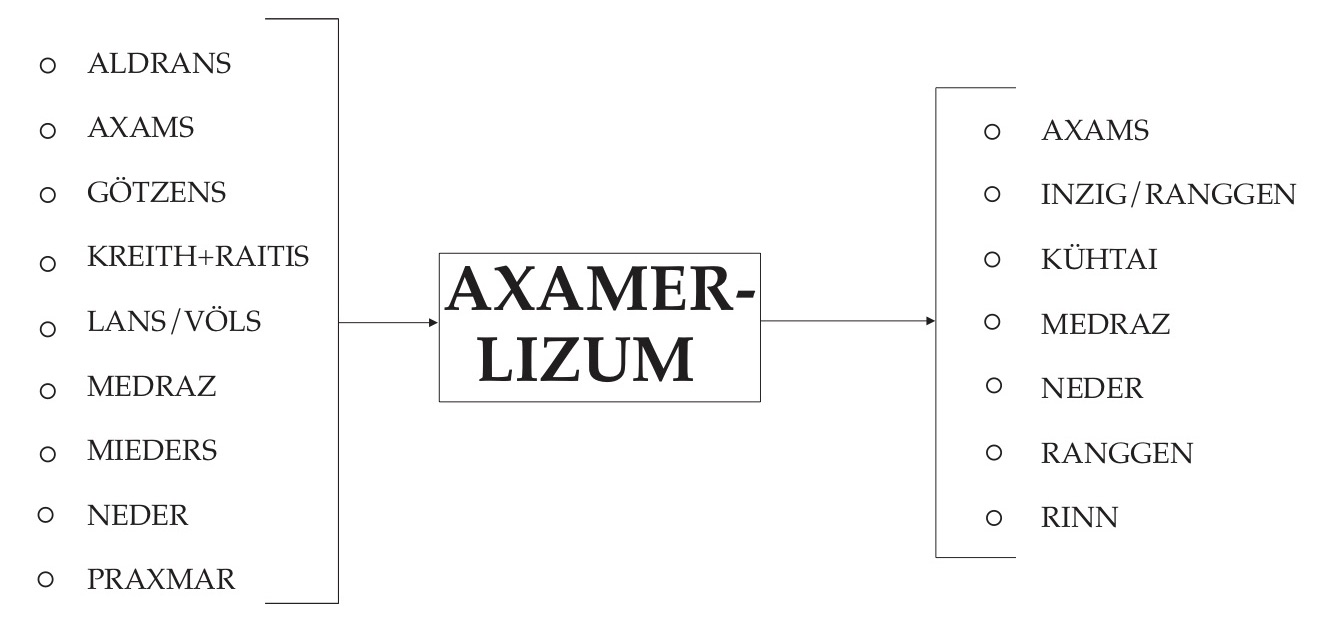 ALDRANS
AXAMS
GÖTZENS
KREITH+RAITIS
LANS/VÖLS
MEDRAZ
MIEDERS
NEDER
PRAXMAR
AXAMER-
LIZUM
AXAMS
INZIG/RANGGEN
KÜHTAI
MEDRAZ
NEDER
RANGGEN
RINN